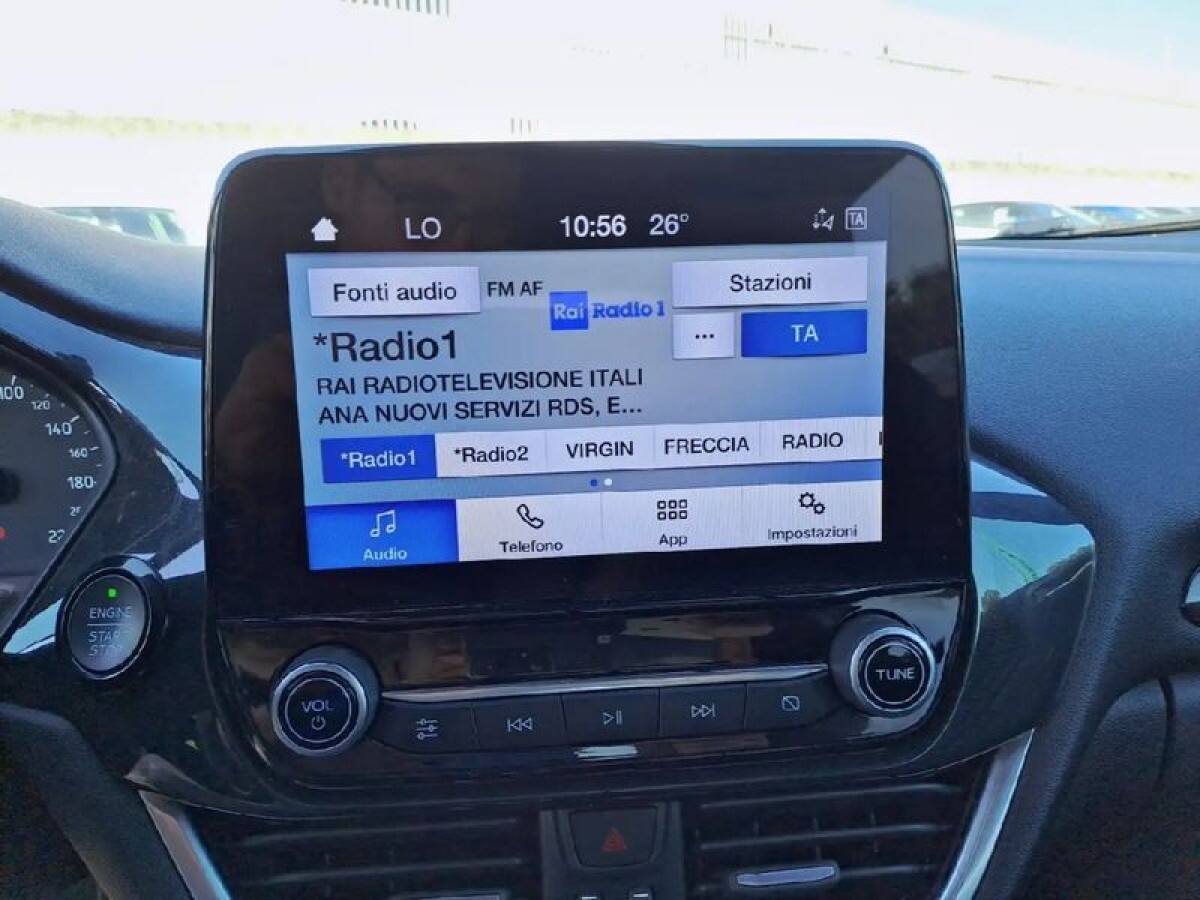 LO 10:56 26° TA
Fonti audio FM AF Rai Radio 1 Stazioni
*Radio1 ... TA
RAI RADIOTELEVISIONE ITALI
ANA NUOVI SERVIZI RDS, E...
*Radio1 *Radio2 VIRGIN FRECCIA RADIO
Audio Telefono App Impostazioni
100
120
140
160
180
ENGINE
START
STOP
VOL
TUNE